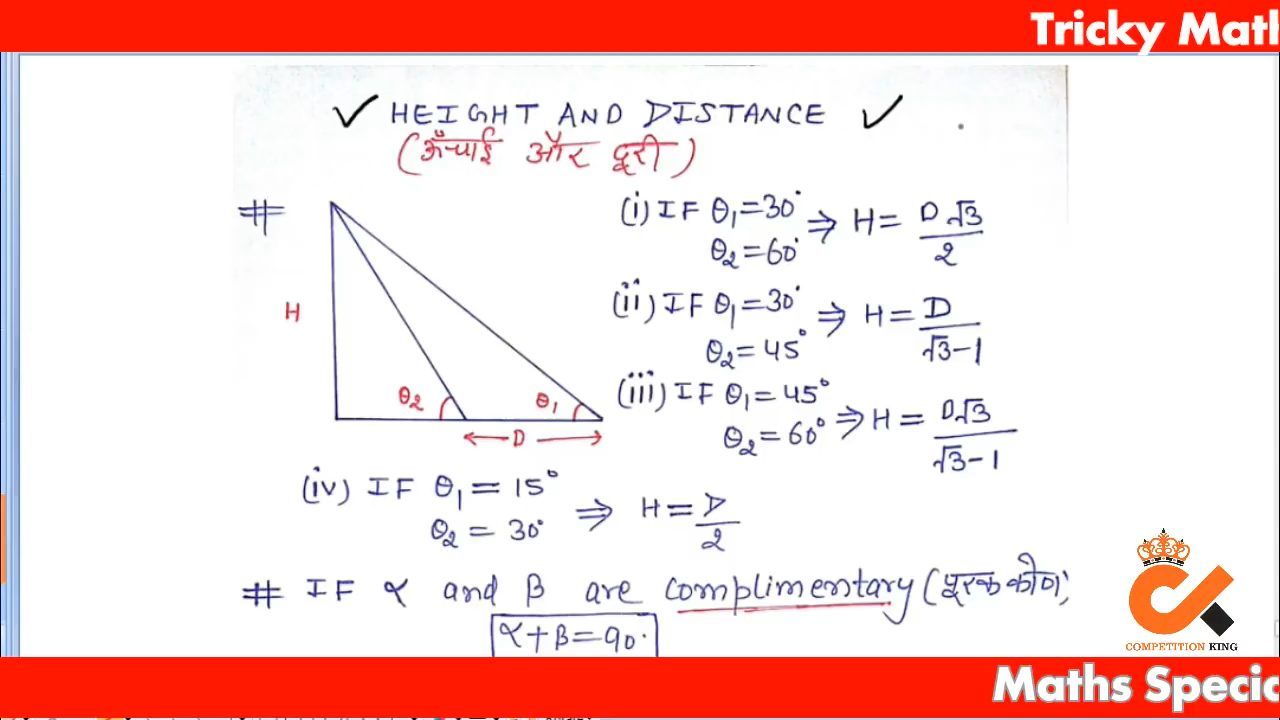 Tricky Math
✓ HEIGHT AND DISTANCE ✓
(ऊँचाई और दूरी)
#
H
θ₂
θ₁
D
(i) IF θ₁=30° ⇒ H= D√3/2
θ₂=60°
(ii) IF θ₁=30° ⇒ H= D/√3-1
θ₂=45°
(iii) IF θ₁=45° ⇒ H= D√3/√3-1
θ₂=60°
(iv) IF θ₁=15° ⇒ H= D/2
θ₂=30°
# IF α and β are complimentary (पूरक कोण)
α+β=90°
COMPETITION KING
Maths Specia